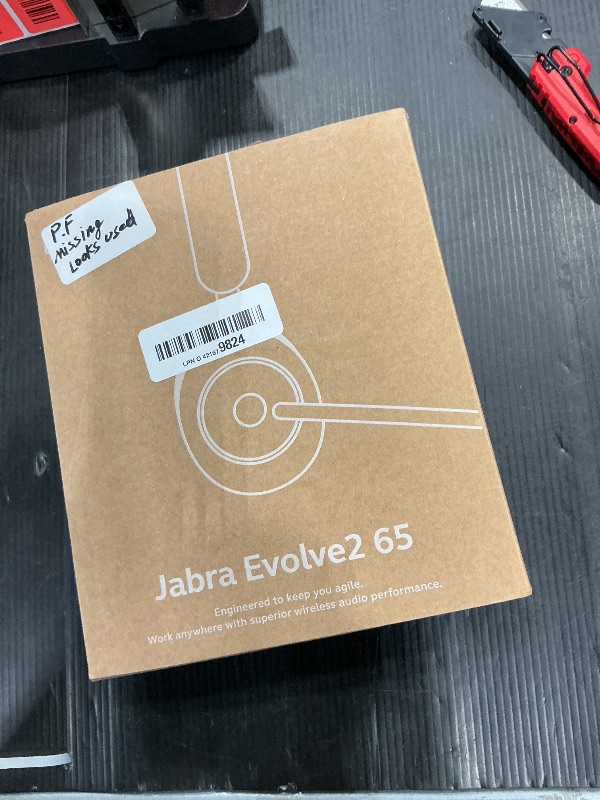 P.F
Missing
Looks used
LPN O 42187 9824
Jabra Evolve2 65
Engineered to keep you agile.
Work anywhere with superior wireless audio performance.